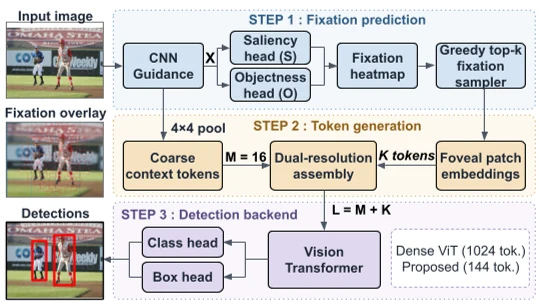 Input image
STEP 1 : Fixation prediction
CNN
Guidance
X
Saliency
head (S)
Objectness
head (O)
Fixation
heatmap
Greedy top-k
fixation
sampler
Fixation overlay
4×4 pool
STEP 2 : Token generation
Coarse
context tokens
M = 16
Dual-resolution
assembly
K tokens
Foveal patch
embeddings
Detections
STEP 3 : Detection backend
L = M + K
Class head
Box head
Vision
Transformer
Dense ViT (1024 tok.)
Proposed (144 tok.)